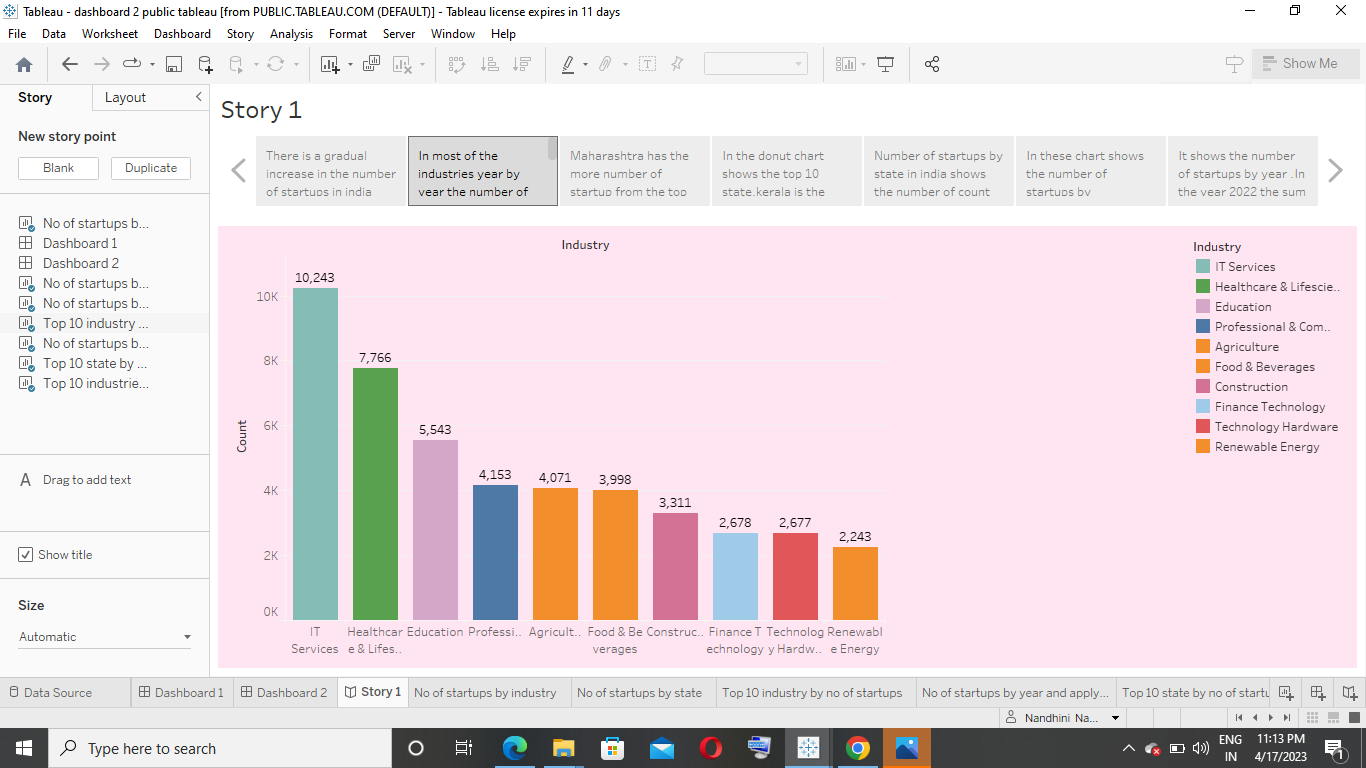 Tableau - dashboard 2 public tableau [from PUBLIC.TABLEAU.COM (DEFAULT)] - Tableau license expires in 11 days
File Data Worksheet Dashboard Story Analysis Format Server Window Help
Show Me
Story Layout
New story point
Blank Duplicate
No of startups b...
Dashboard 1
Dashboard 2
No of startups b...
No of startups b...
Top 10 industry ...
No of startups b...
Top 10 state by ...
Top 10 industrie...
A Drag to add text
Show title
Size
Automatic
Story 1
There is a gradual
increase in the number
of startups in india
In most of the
industries year by
year the number of
Maharashtra has the
more number of
startup from the top
In the donut chart
shows the top 10
state.kerala is the
Number of startups by
state in india shows
the number of count
In these chart shows
the number of
startups by
It shows the number
of startups by year .In
the year 2022 the sum
Industry
Count
10K
8K
6K
4K
2K
0K
10,243
7,766
5,543
4,153
4,071
3,998
3,311
2,678
2,677
2,243
IT
Services
Healthcar
e & Lifes..
Education
Professi..
Agricult..
Food & Be
verages
Construc..
Finance T
echnology
Technolog
y Hardw..
Renewabl
e Energy
Industry
IT Services
Healthcare & Lifescie..
Education
Professional & Com..
Agriculture
Food & Beverages
Construction
Finance Technology
Technology Hardware
Renewable Energy
Data Source Dashboard 1 Dashboard 2 Story 1 No of startups by industry No of startups by state Top 10 industry by no of startups No of startups by year and apply... Top 10 state by no of startu
Nandhini Na...
Type here to search
ENG
IN
11:13 PM
4/17/2023
1